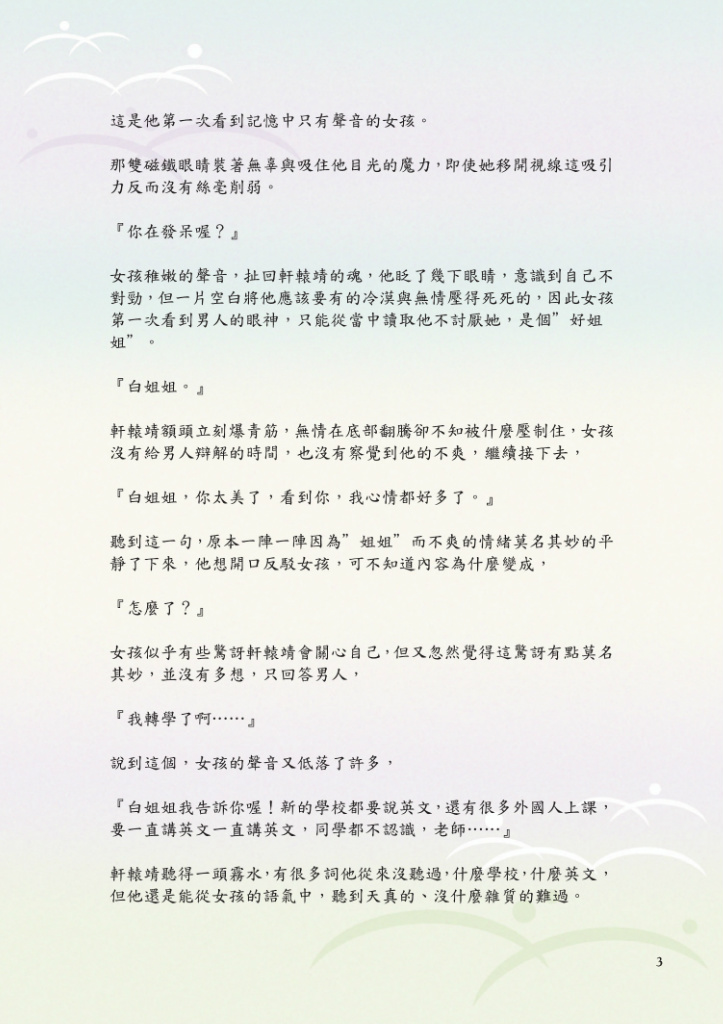 這是他第一次看到記憶中只有聲音的女孩。
那雙磁鐵眼睛裝著無辜與吸住他目光的魔力，即使她移開視線這吸引
力反而沒有絲毫削弱。
『你在發呆喔？』
女孩稚嫩的聲音，扯回軒轅靖的魂，他眨了幾下眼睛，意識到自己不
對勁，但一片空白將他應該要有的冷漠與無情壓得死死的，因此女孩
第一次看到男人的眼神，只能從當中讀取他不討厭她，是個”好姐
姐”。
『白姐姐。』
軒轅靖額頭立刻爆青筋，無情在底部翻騰卻不知被什麼壓制住，女孩
沒有給男人辯解的時間，也沒有察覺到他的不爽，繼續接下去，
『白姐姐，你太美了，看到你，我心情都好多了。』
聽到這一句，原本一陣一陣因為”姐姐”而不爽的情緒莫名其妙的平
靜了下來，他想開口反駁女孩，可不知道內容為什麼變成，
『怎麼了？』
女孩似乎有些驚訝軒轅靖會關心自己，但又忽然覺得這驚訝有點莫名
其妙，並沒有多想，只回答男人，
『我轉學了啊……』
說到這個，女孩的聲音又低落了許多，
『白姐姐我告訴你喔！新的學校都要說英文，還有很多外國人上課，
要一直講英文一直講英文，同學都不認識，老師……』
軒轅靖聽得一頭霧水，有很多詞他從來沒聽過，什麼學校，什麼英文，
但他還是能從女孩的語氣中，聽到天真的、沒什麼雜質的難過。
3